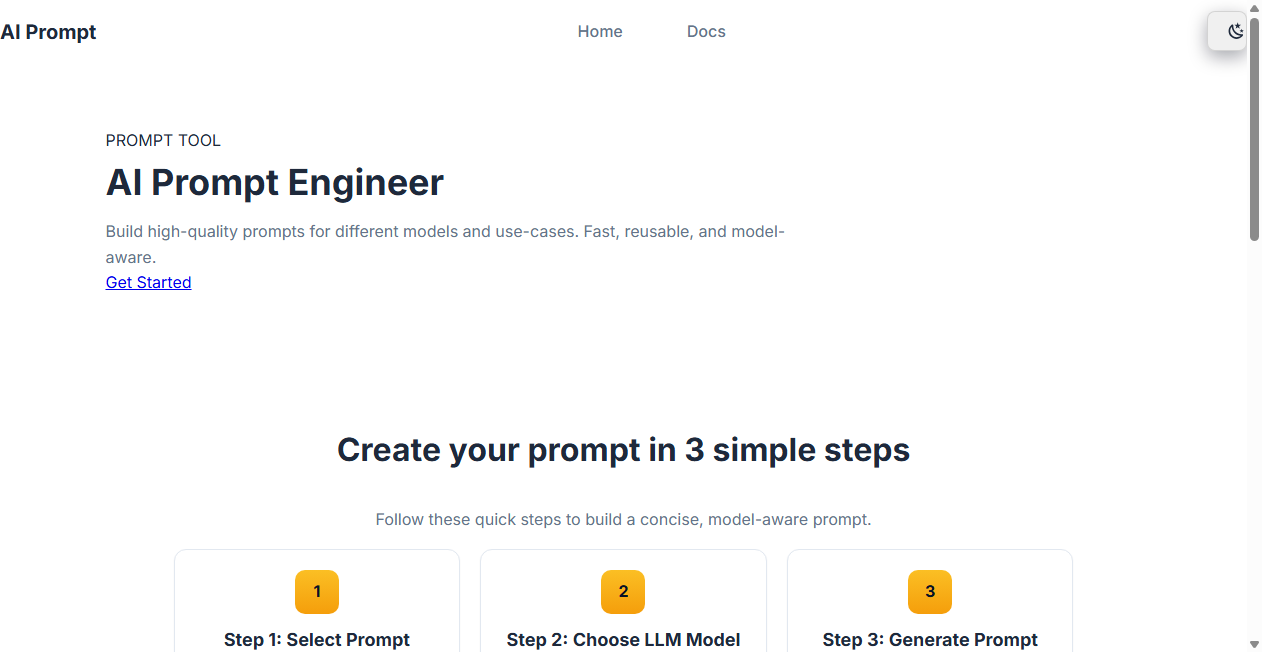 AI Prompt
Home
Docs
PROMPT TOOL
AI Prompt Engineer
Build high-quality prompts for different models and use-cases. Fast, reusable, and model-
aware.
Get Started
Create your prompt in 3 simple steps
Follow these quick steps to build a concise, model-aware prompt.
1
Step 1: Select Prompt
2
Step 2: Choose LLM Model
3
Step 3: Generate Prompt